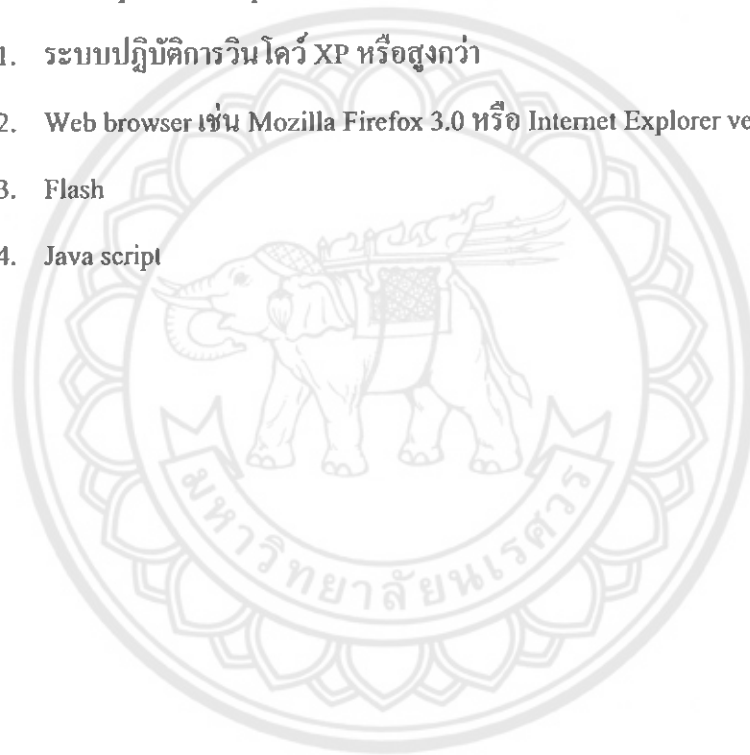 1. ระบบปฏิบัติการวินโดว์ XP หรือสูงกว่า
2. Web browser เช่น Mozilla Firefox 3.0 หรือ Internet Explorer ve
3. Flash
4. Java script
มหาวิทยาลัยนเรศวร